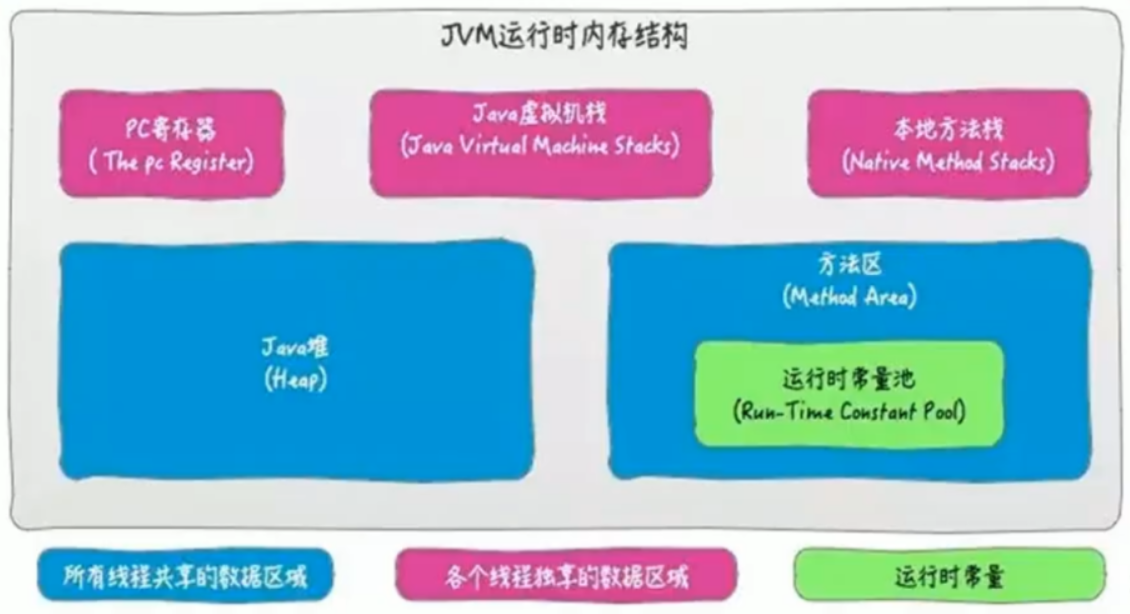 JVM运行时内存结构
PC寄存器
( The pc Register)
Java虚拟机栈
(Java Virtual Machine Stacks)
本地方法栈
(Native Method Stacks)
Java堆
(Heap)
方法区
(Method Area)
运行时常量池
(Run-Time Constant Pool)
所有线程共享的数据区域
各个线程独享的数据区域
运行时常量